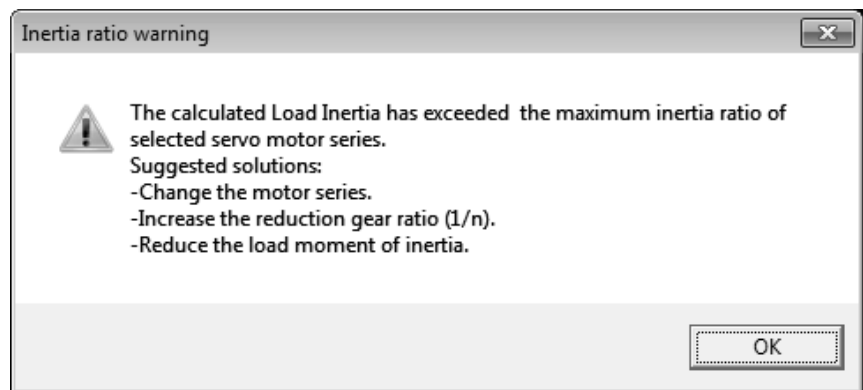 Inertia ratio warning
The calculated Load Inertia has exceeded  the maximum inertia ratio of
selected servo motor series.
Suggested solutions:
-Change the motor series.
-Increase the reduction gear ratio (1/n).
-Reduce the load moment of inertia.
OK